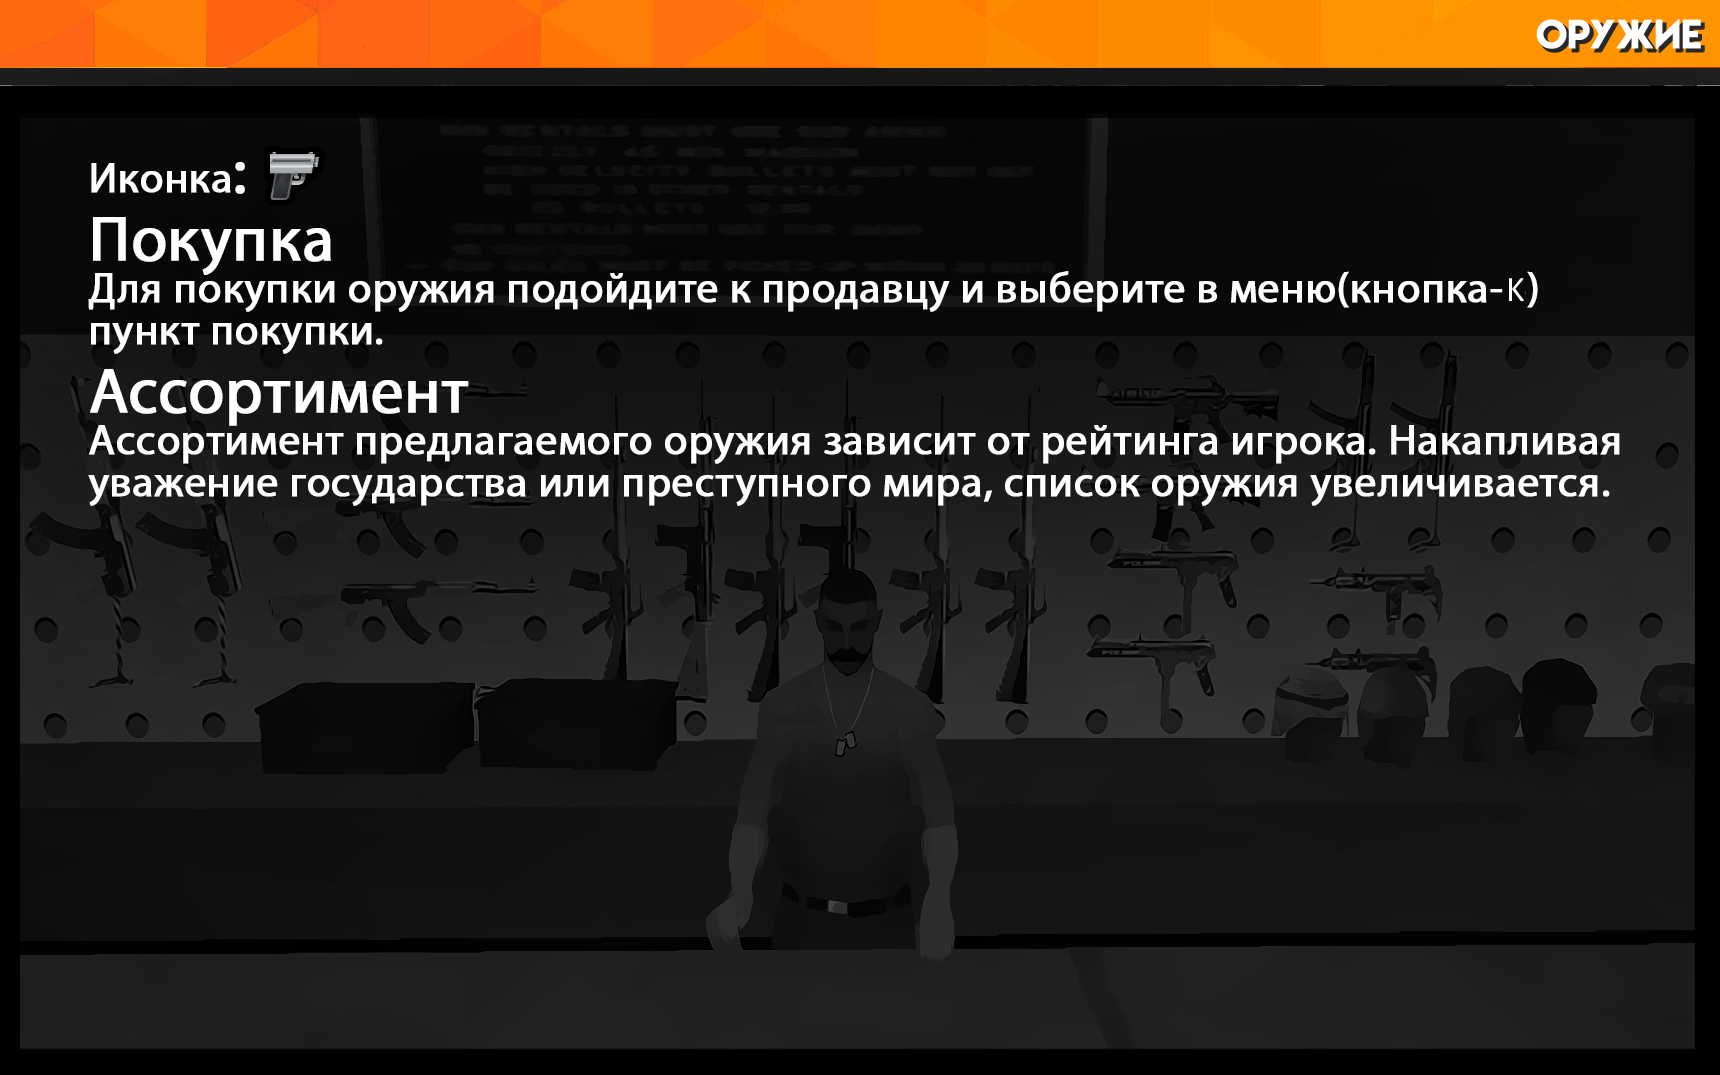 ОРУЖИЕ
Иконка:
Покупка
Для покупки оружия подойдите к продавцу и выберите в меню(кнопка-К)
пункт покупки.
Ассортимент
Ассортимент предлагаемого оружия зависит от рейтинга игрока. Накапливая
уважение государства или преступного мира, список оружия увеличивается.